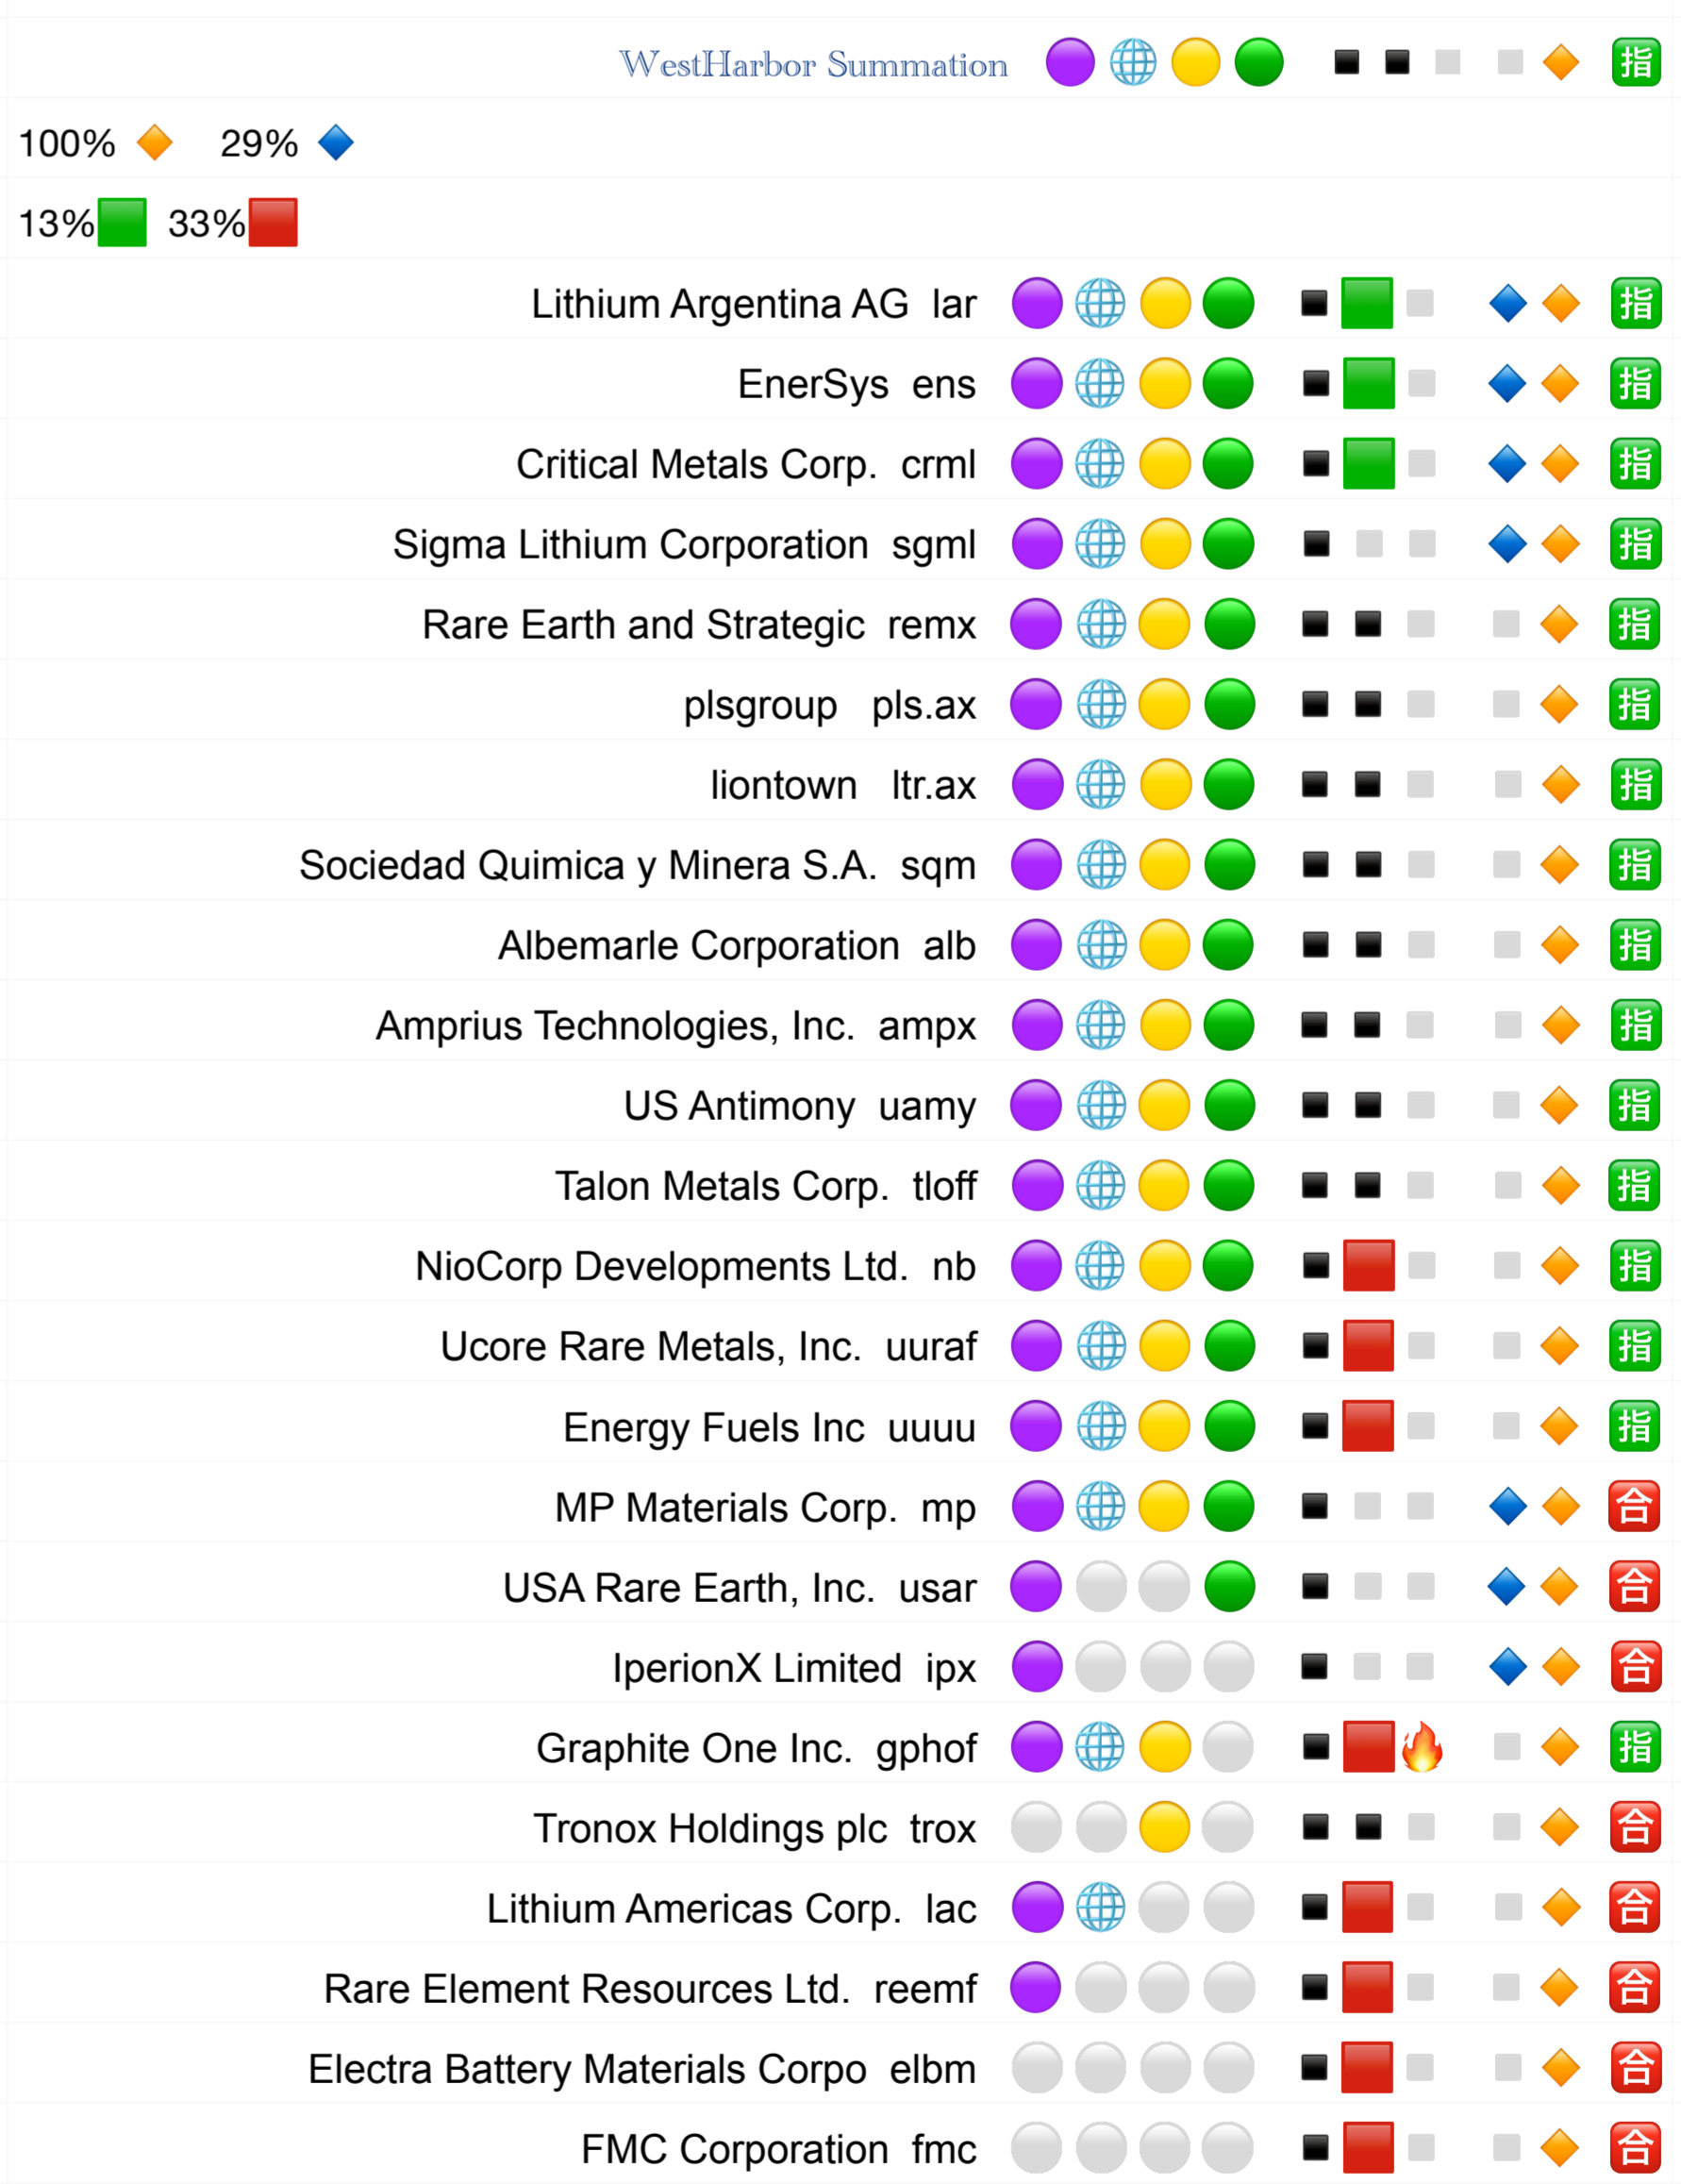 WestHarbor Summation 🟣 🌐 🟡 🟢 ▪️ ▪️ ◽ ◽ 🔸 🈯
100% 🔸 29% 🔹
13%🟩 33%🟥
Lithium Argentina AG lar 🟣 🌐 🟡 🟢 ▪️ 🟩 ◽ 🔹 🔸 🈯
EnerSys ens 🟣 🌐 🟡 🟢 ▪️ 🟩 ◽ 🔹 🔸 🈯
Critical Metals Corp. crml 🟣 🌐 🟡 🟢 ▪️ 🟩 ◽ 🔹 🔸 🈯
Sigma Lithium Corporation sgml 🟣 🌐 🟡 🟢 ▪️ ◽ ◽ 🔹 🔸 🈯
Rare Earth and Strategic remx 🟣 🌐 🟡 🟢 ▪️ ▪️ ◽ ◽ 🔸 🈯
plsgroup pls.ax 🟣 🌐 🟡 🟢 ▪️ ▪️ ◽ ◽ 🔸 🈯
liontown ltr.ax 🟣 🌐 🟡 🟢 ▪️ ▪️ ◽ ◽ 🔸 🈯
Sociedad Quimica y Minera S.A. sqm 🟣 🌐 🟡 🟢 ▪️ ▪️ ◽ ◽ 🔸 🈯
Albemarle Corporation alb 🟣 🌐 🟡 🟢 ▪️ ▪️ ◽ ◽ 🔸 🈯
Amprius Technologies, Inc. ampx 🟣 🌐 🟡 🟢 ▪️ ▪️ ◽ ◽ 🔸 🈯
US Antimony uamy 🟣 🌐 🟡 🟢 ▪️ ▪️ ◽ ◽ 🔸 🈯
Talon Metals Corp. tloff 🟣 🌐 🟡 🟢 ▪️ ▪️ ◽ ◽ 🔸 🈯
NioCorp Developments Ltd. nb 🟣 🌐 🟡 🟢 ▪️ 🟥 ◽ ◽ 🔸 🈯
Ucore Rare Metals, Inc. uuraf 🟣 🌐 🟡 🟢 ▪️ 🟥 ◽ ◽ 🔸 🈯
Energy Fuels Inc uuuu 🟣 🌐 🟡 🟢 ▪️ 🟥 ◽ ◽ 🔸 🈯
MP Materials Corp. mp 🟣 🌐 🟡 🟢 ▪️ ◽ ◽ 🔹 🔸 🈴
USA Rare Earth, Inc. usar 🟣 ⚪ ⚪ 🟢 ▪️ ◽ ◽ 🔹 🔸 🈴
IperionX Limited ipx 🟣 ⚪ ⚪ ⚪ ▪️ ◽ ◽ 🔹 🔸 🈴
Graphite One Inc. gphof 🟣 🌐 🟡 ⚪ ▪️ 🟥 🔥 ◽ 🔸 🈯
Tronox Holdings plc trox ⚪ ⚪ 🟡 ⚪ ▪️ ▪️ ◽ ◽ 🔸 🈴
Lithium Americas Corp. lac 🟣 🌐 ⚪ ⚪ ▪️ 🟥 ◽ ◽ 🔸 🈴
Rare Element Resources Ltd. reemf 🟣 ⚪ ⚪ ⚪ ▪️ 🟥 ◽ ◽ 🔸 🈴
Electra Battery Materials Corpo elbm ⚪ ⚪ ⚪ ⚪ ▪️ 🟥 ◽ ◽ 🔸 🈴
FMC Corporation fmc ⚪ ⚪ ⚪ ⚪ ▪️ 🟥 ◽ ◽ 🔸 🈴